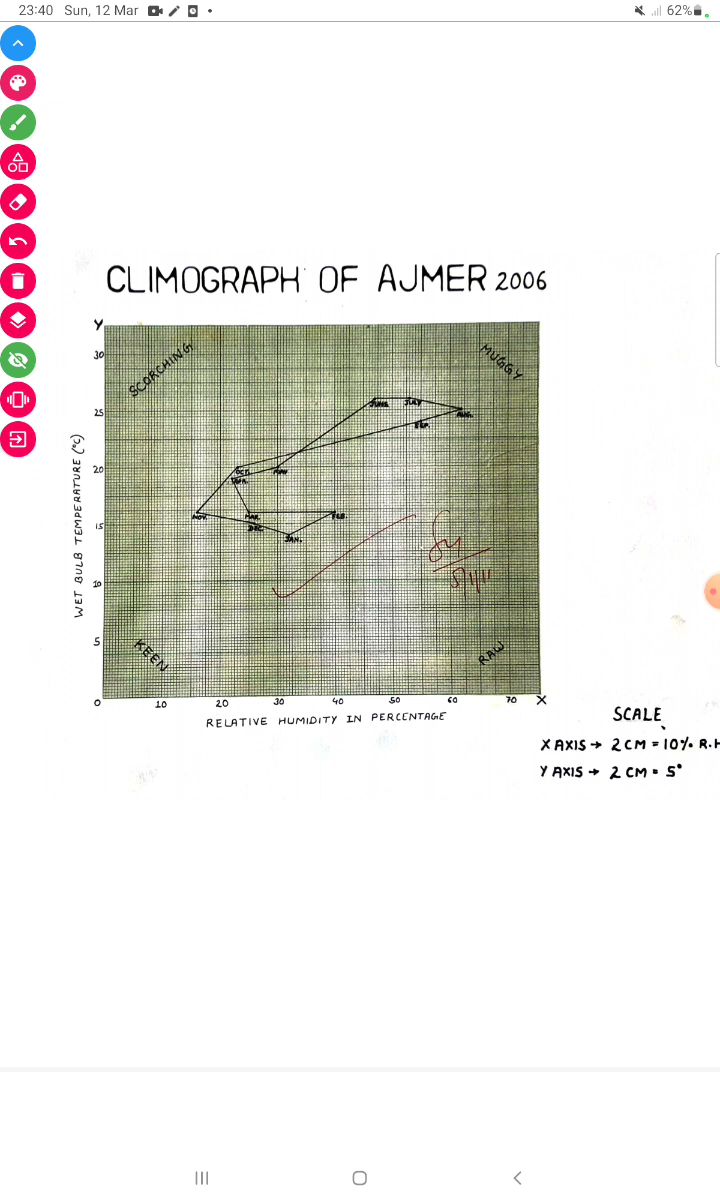 23:40 Sun, 12 Mar
62%
CLIMOGRAPH OF AJMER 2006
Y
30
SCORCHING
MUGGY
25
JUNE
JULY
AUG.
SEP.
20
OCT.
MAY
NOV.
MAR.
FEB.
15
DEC.
JAN.
10
5
KEEN
RAW
0
10
20
30
40
50
60
70
X
WET BULB TEMPERATURE (°C)
RELATIVE HUMIDITY IN PERCENTAGE
SCALE
X AXIS → 2 CM = 10% R.H
Y AXIS → 2 CM = 5°